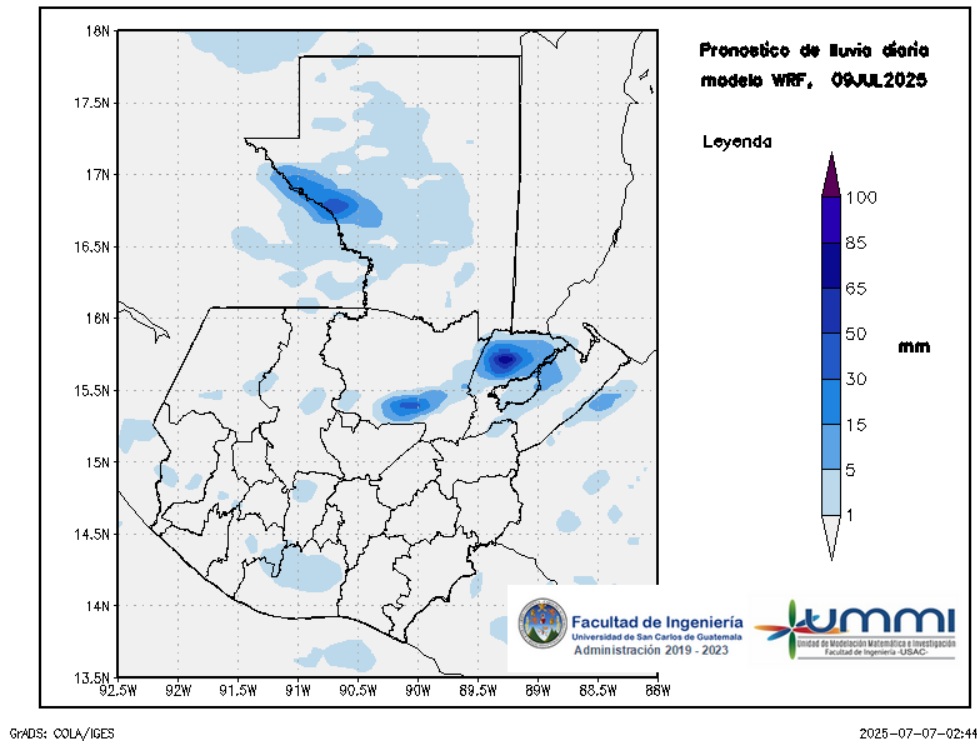 Pronostico de lluvia diaria
modelo WRF, 09JUL2025
Leyenda
100
85
65
50
30
15
5
1
mm
18N
17.5N
17N
16.5N
16N
15.5N
15N
14.5N
14N
13.5N
92.5W
92W
91.5W
91W
90.5W
90W
89.5W
89W
88.5W
88W
Facultad de Ingeniería
Universidad de San Carlos de Guatemala
Administración 2019 - 2023
UMMI
Unidad de Modelación Matemática e Investigación
Facultad de Ingeniería -USAC-
GrADS: COLA/IGES
2025-07-07-02:44